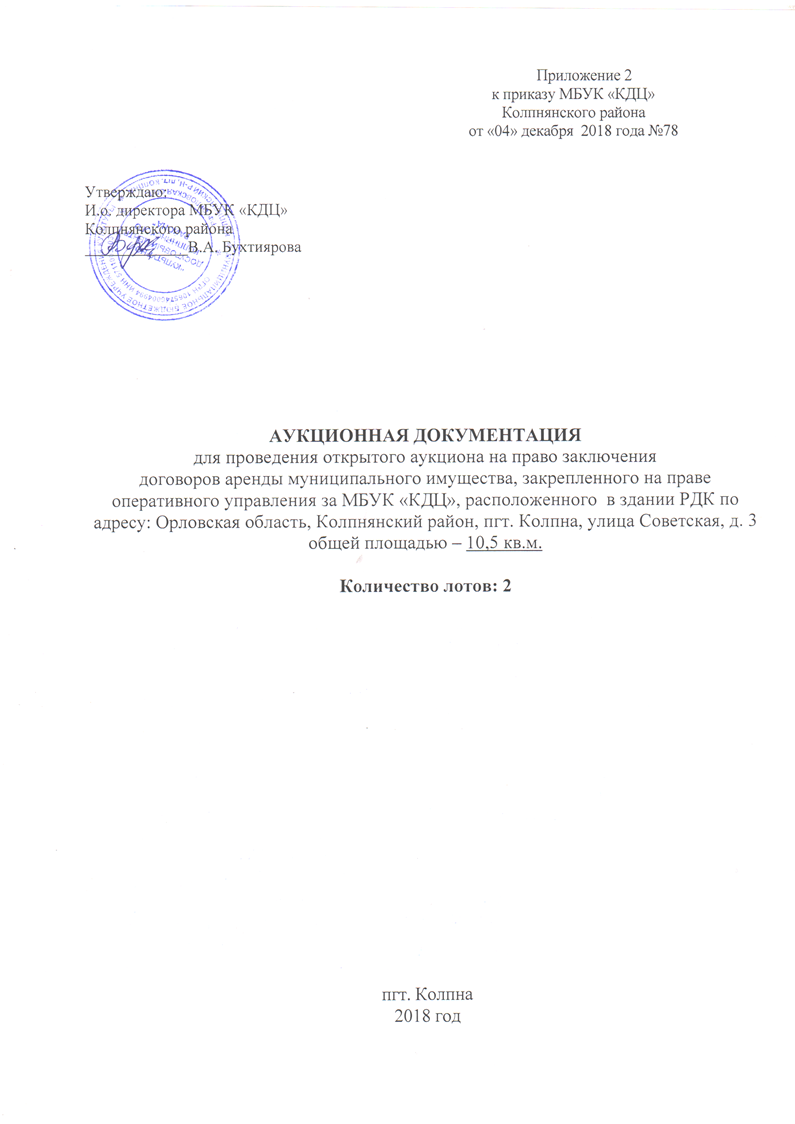 Приложение 2
к приказу МБУК «КДЦ»
Колпнянского района
от «04» декабря 2018 года №78
Утверждаю:
И.о. директора МБУК «КДЦ»
Колпнянского района
В.А. Бухтиярова
АУКЦИОННАЯ ДОКУМЕНТАЦИЯ
для проведения открытого аукциона на право заключения
договоров аренды муниципального имущества, закрепленного на праве
оперативного управления за МБУК «КДЦ», расположенного в здании РДК по
адресу: Орловская область, Колпнянский район, пгт. Колпна, улица Советская, д. 3
общей площадью – 10,5 кв.м.
Количество лотов: 2
пгт. Колпна
2018 год